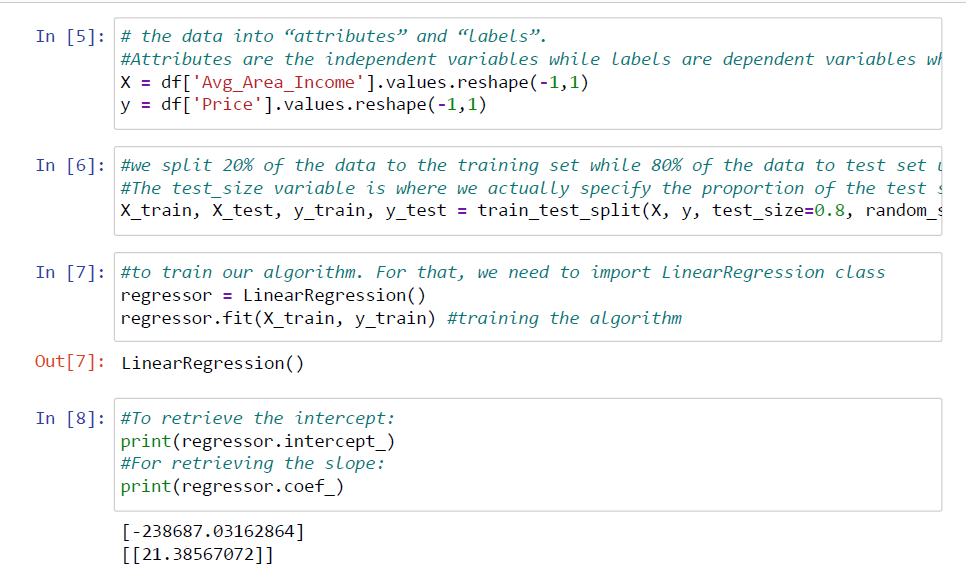 In [5]: # the data into “attributes” and “labels”.
#Attributes are the independent variables while labels are dependent variables
X = df['Avg_Area_Income'].values.reshape(-1,1)
y = df['Price'].values.reshape(-1,1)
In [6]: #we split 20% of the data to the training set while 80% of the data to test set
#The test_size variable is where we actually specify the proportion of the test
X_train, X_test, y_train, y_test = train_test_split(X, y, test_size=0.8,
In [7]: #to train our algorithm. For that, we need to import LinearRegression class
regressor = LinearRegression()
regressor.fit(X_train, y_train) #training the algorithm
Out[7]: LinearRegression()
In [8]: #To retrieve the intercept:
print(regressor.intercept_)
#For retrieving the slope:
print(regressor.coef_)
[-238687.03162864]
[[21.38567072]]